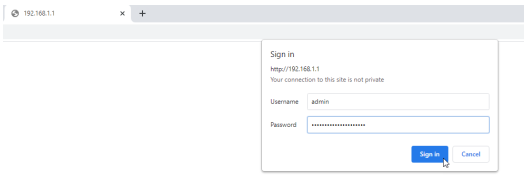 192.168.1.1
Sign in
http://192.168.1.1
Your connection to this site is not private
Username admin
Password ••••••••••••••••••••
Sign in Cancel